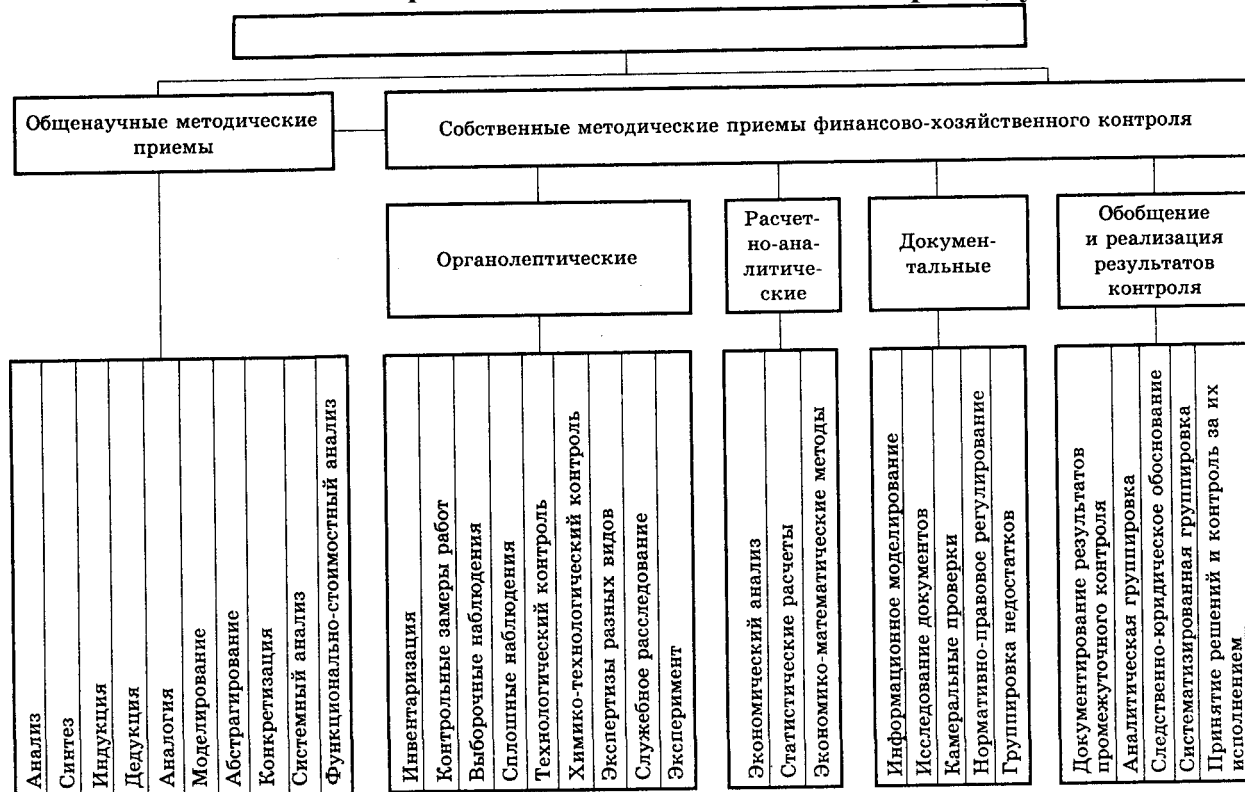 Общенаучные методические
приемы
Собственные методические приемы финансово-хозяйственного контроля
Органолептические
Расчет-
но-ана-
литиче-
ские
Докумен-
тальные
Обобщение
и реализация
результатов
контроля
Анализ
Синтез
Индукция
Дедукция
Аналогия
Моделирование
Абстрагирование
Конкретизация
Системный анализ
Функционально-стоимостный анализ
Инвентаризация
Контрольные замеры работ
Выборочные наблюдения
Сплошные наблюдения
Технологический контроль
Химико-технологический контроль
Экспертизы разных видов
Служебное расследование
Эксперимент
Экономический анализ
Статистические расчеты
Экономико-математические методы
Информационное моделирование
Исследование документов
Камеральные проверки
Нормативно-правовое регулирование
Группировка недостатков
Документирование результатов
промежуточного контроля
Аналитическая группировка
Следственно-юридическое обоснование
Систематизированная группировка
Принятие решений и контроль за их
исполнением